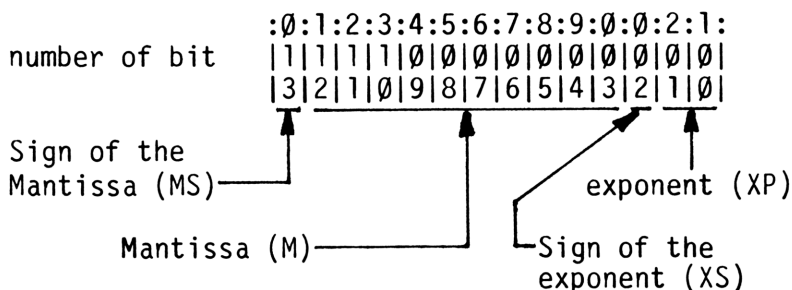 :Ø:1:2:3:4:5:6:7:8:9:Ø:Ø:2:1:
number of bit |1|1|1|1|Ø|Ø|Ø|Ø|Ø|Ø|Ø|Ø|Ø|Ø|
|3|2|1|Ø|9|8|7|6|5|4|3|2|1|Ø|
Sign of the
Mantissa (MS)
exponent (XP)
Mantissa (M)
Sign of the
exponent (XS)